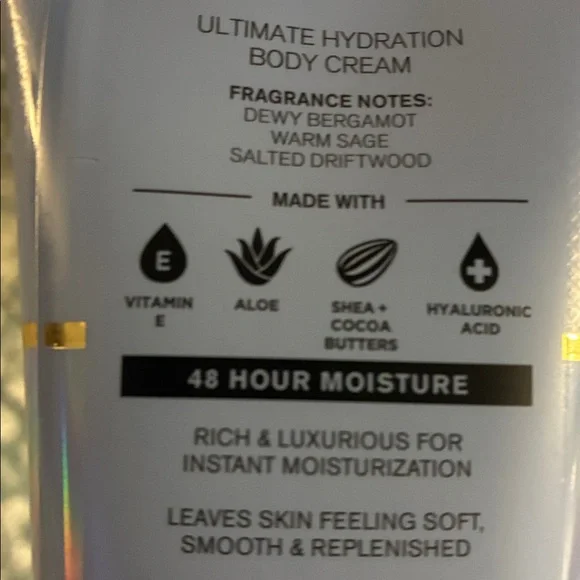 ULTIMATE HYDRATION
BODY CREAM
FRAGRANCE NOTES:
DEWY BERGAMOT
WARM SAGE
SALTED DRIFTWOOD
MADE WITH
E
VITAMIN
E
ALOE
SHEA +
COCOA
BUTTERS
HYALURONIC
ACID
48 HOUR MOISTURE
RICH & LUXURIOUS FOR
INSTANT MOISTURIZATION
LEAVES SKIN FEELING SOFT,
SMOOTH & REPLENISHED